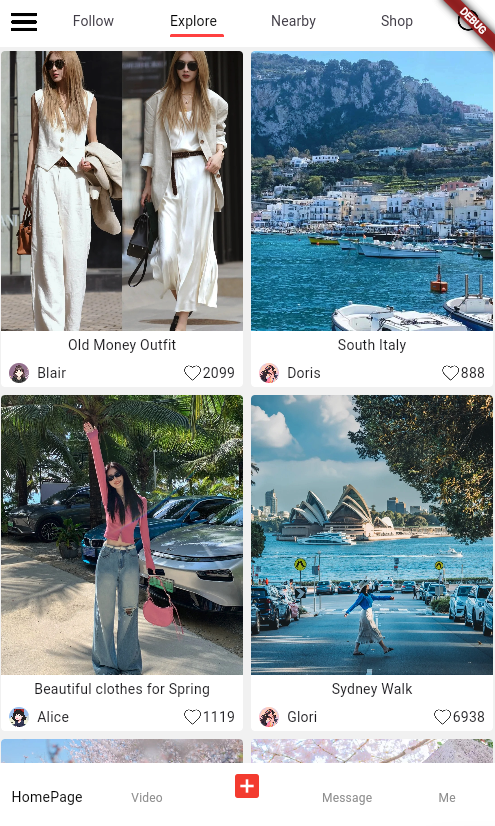 Follow Explore Nearby Shop
DEBUG
Old Money Outfit South Italy
Blair 2099 Doris 888
Beautiful clothes for Spring Sydney Walk
Alice 1119 Glori 6938
HomePage Video Message Me